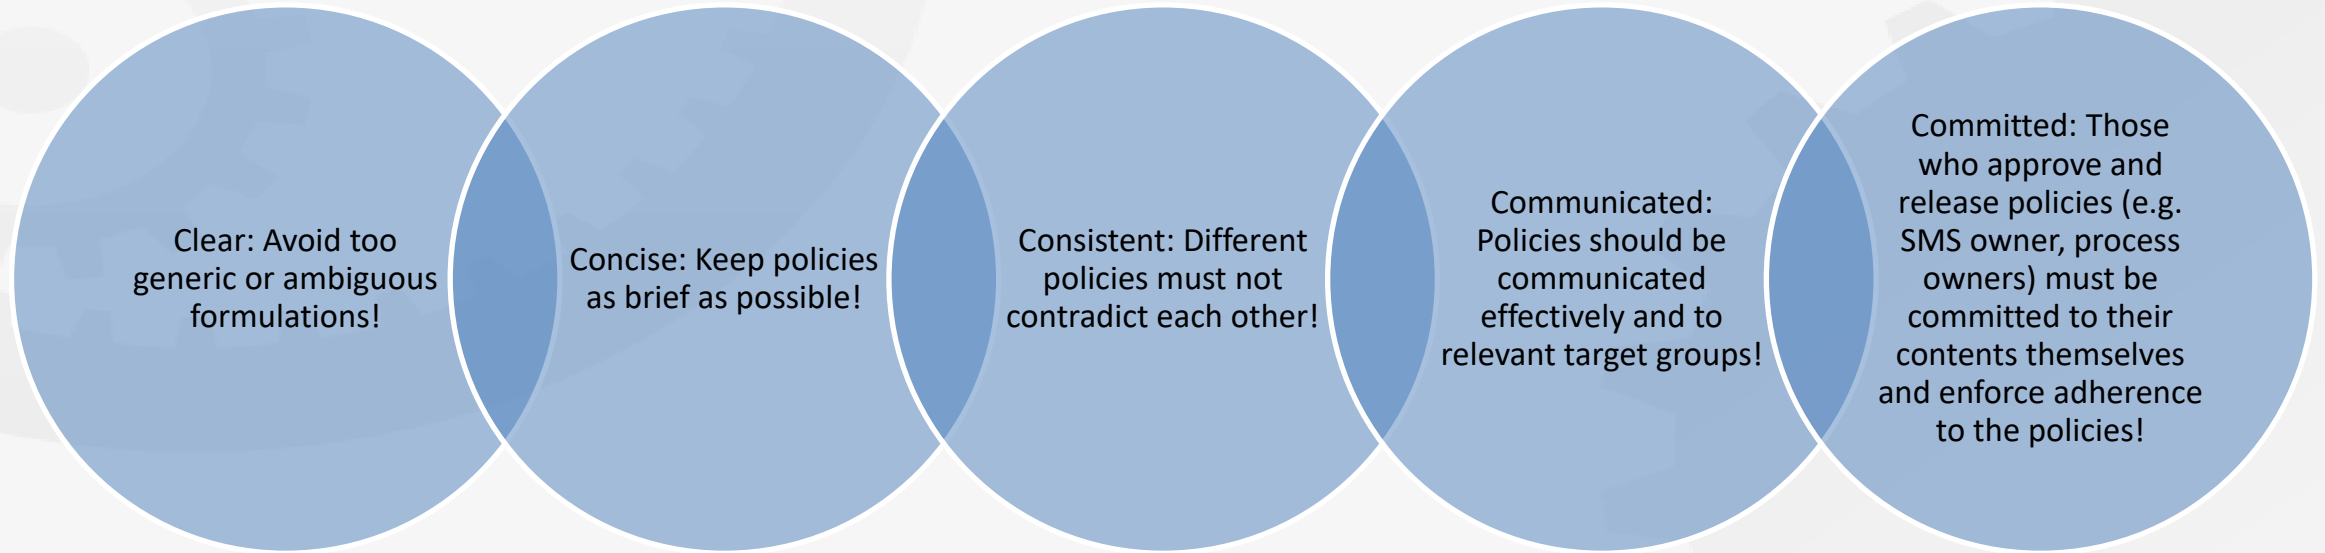 Clear: Avoid too
generic or ambiguous
formulations!
Concise: Keep policies
as brief as possible!
Consistent: Different
policies must not
contradict each other!
Communicated:
Policies should be
communicated
effectively and to
relevant target groups!
Committed: Those
who approve and
release policies (e.g.
SMS owner, process
owners) must be
committed to their
contents themselves
and enforce adherence
to the policies!